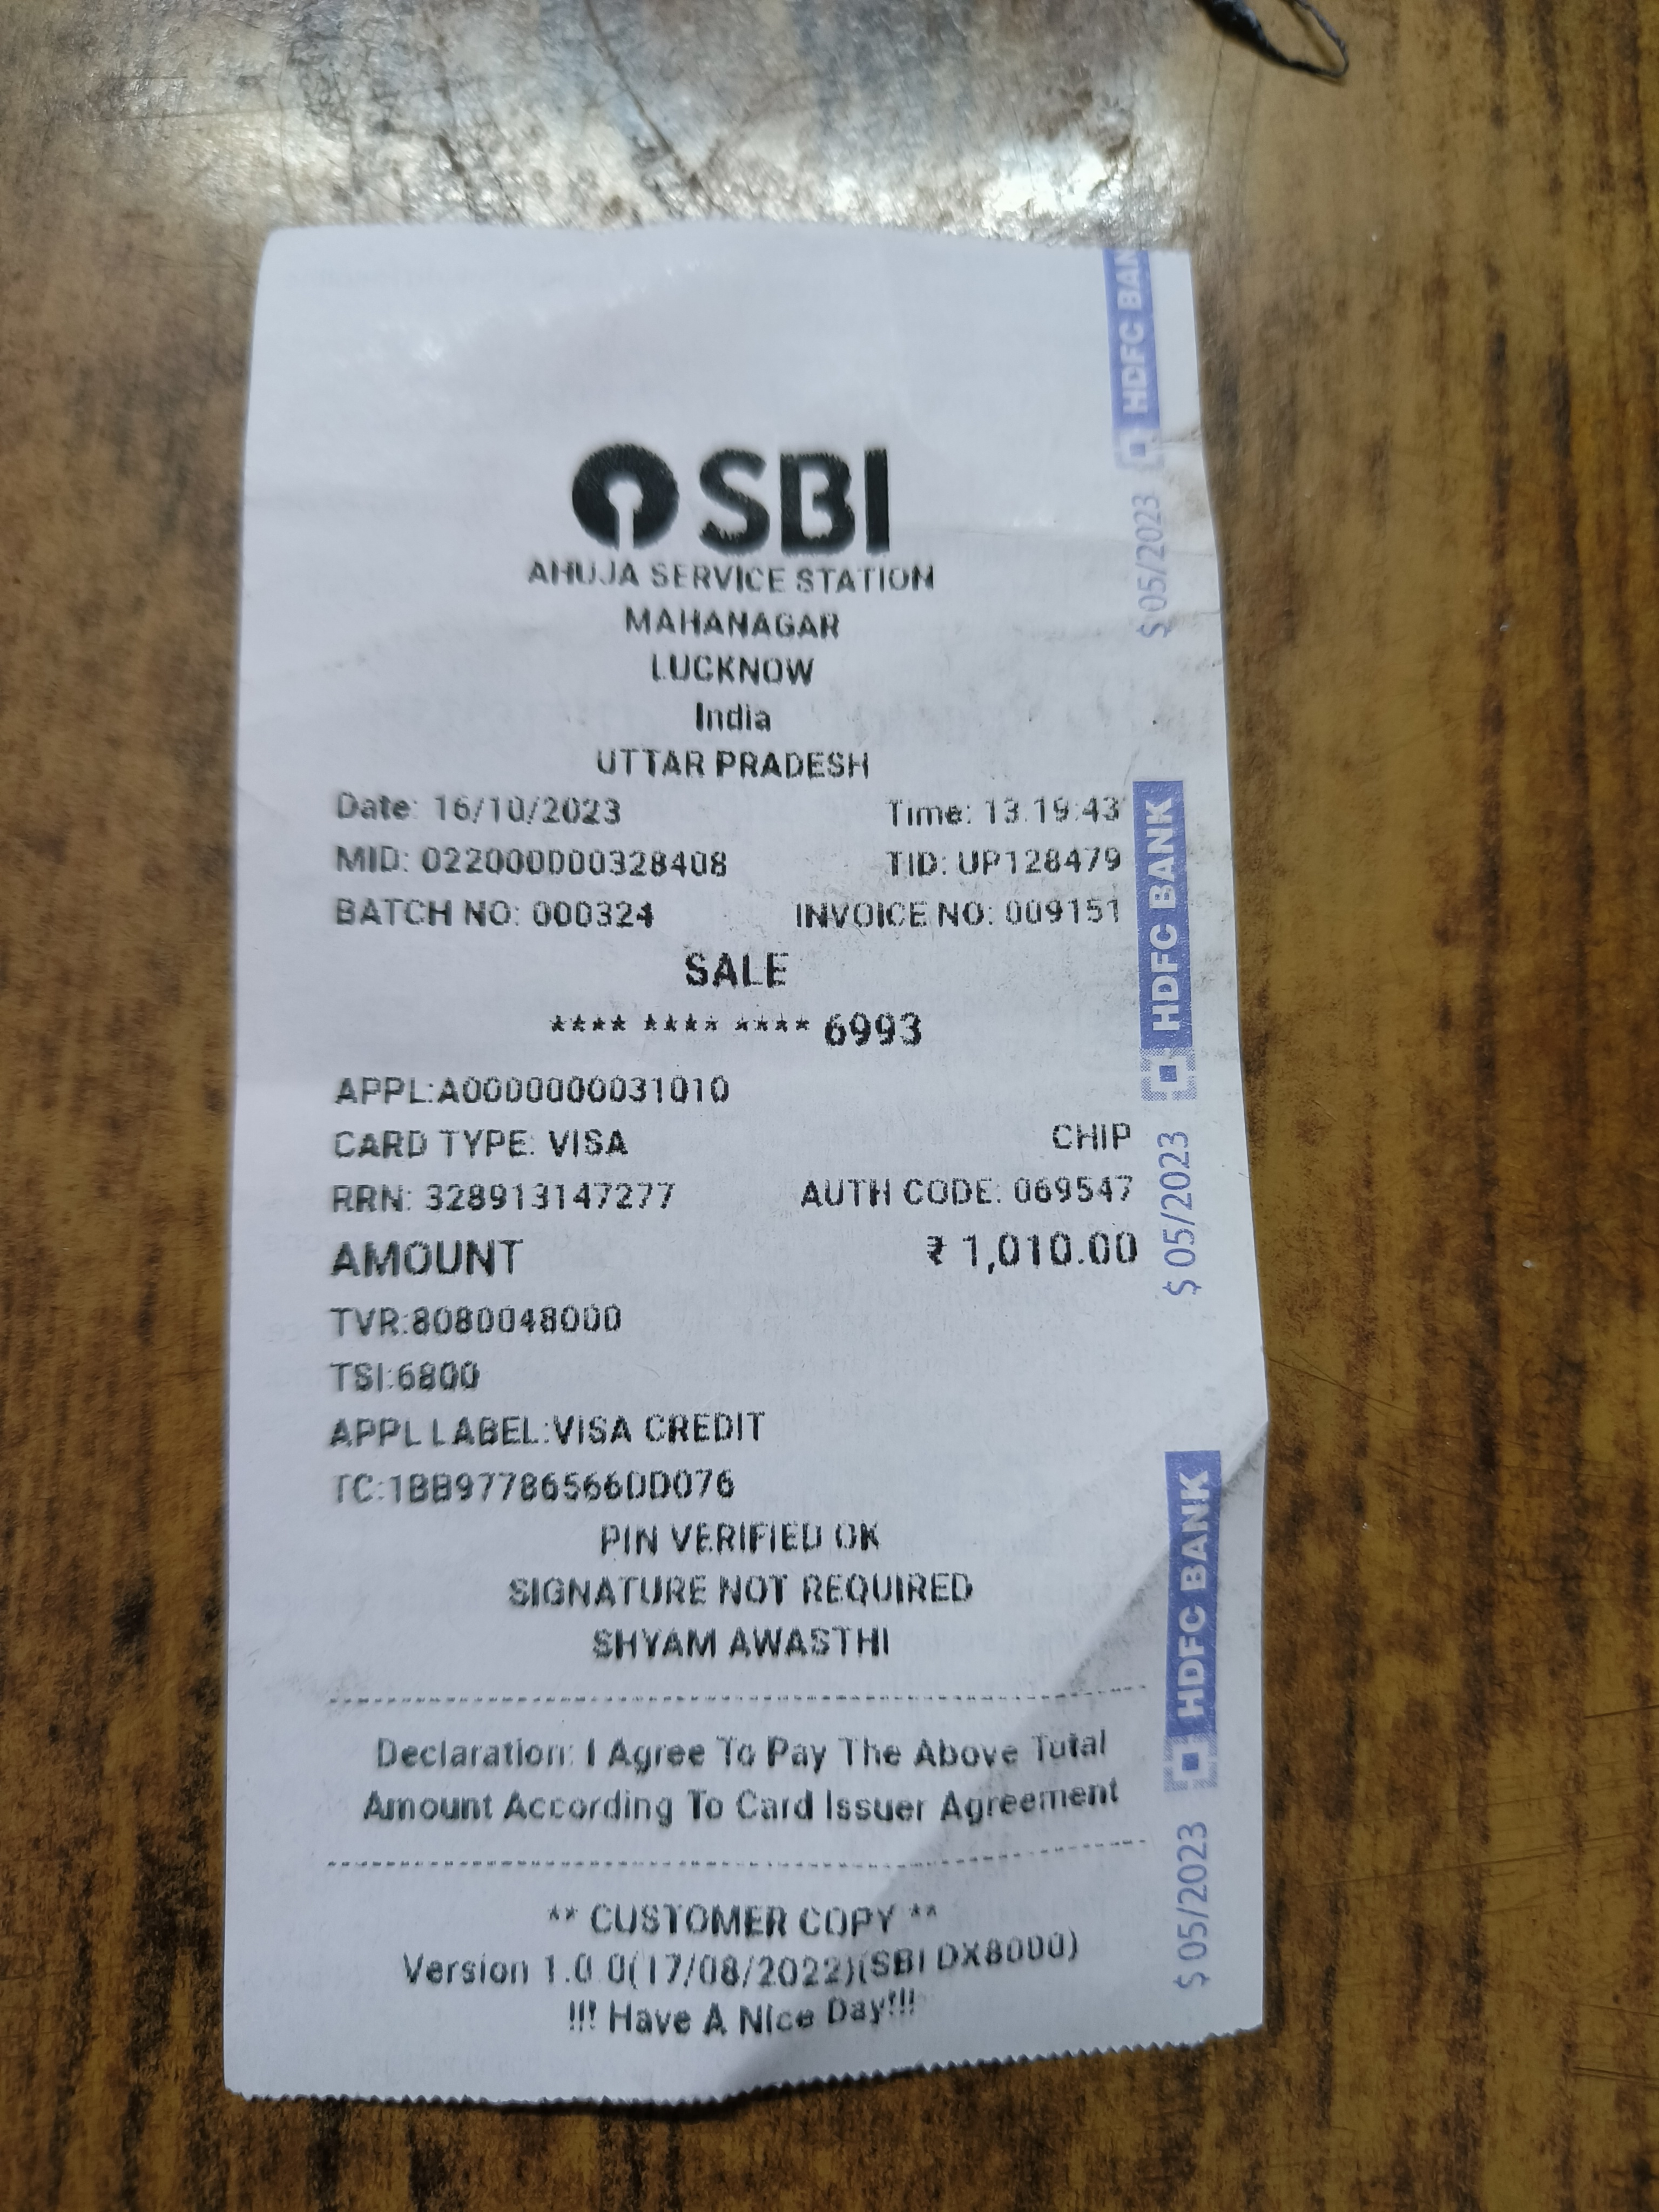 SBI
AHUJA SERVICE STATION
MAHANAGAR
LUCKNOW
India
UTTAR PRADESH
Date: 16/10/2023 Time: 13:19:43
MID: 022000000328408 TID: UP128479
BATCH NO: 000324 INVOICE NO: 009151
SALE
**** **** **** 6993
APPL:A0000000031010
CARD TYPE: VISA CHIP
RRN: 328913147277 AUTH CODE: 069547
AMOUNT ₹ 1,010.00
TVR:8080048000
TSI:6800
APPL LABEL:VISA CREDIT
TC:1BB97786566DD076
PIN VERIFIED OK
SIGNATURE NOT REQUIRED
SHYAM AWASTHI
Declaration: I Agree To Pay The Above Total
Amount According To Card Issuer Agreement
** CUSTOMER COPY **
Version 1.0.0(17/08/2022)(SBI DX8000)
!!! Have A Nice Day!!!
$ 05/2023 HDFC BAN
$ 05/2023 HDFC BANK
$ 05/2023 HDFC BANK